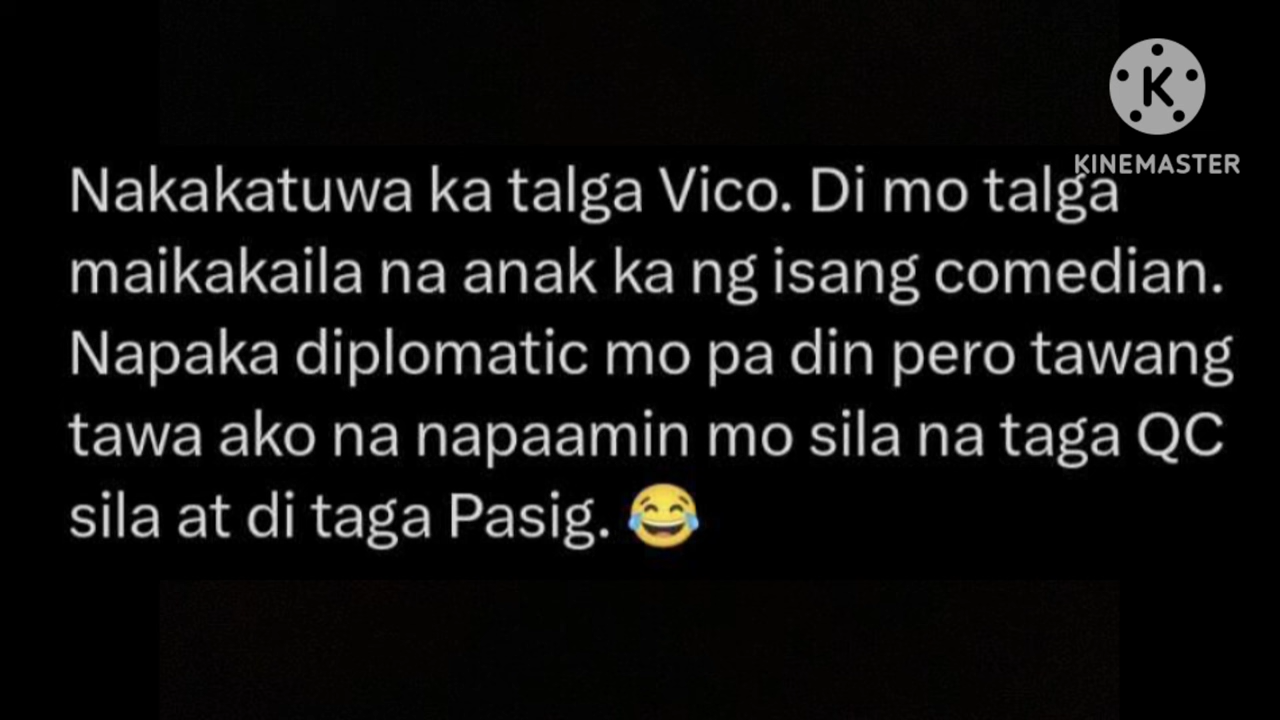 K
KINEMASTER
Nakakatuwa ka talga Vico. Di mo talga
maikakaila na anak ka ng isang comedian.
Napaka diplomatic mo pa din pero tawang
tawa ako na napaamin mo sila na taga QC
sila at di taga Pasig. 😂